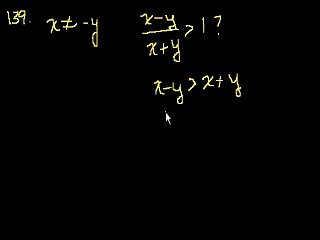 139. x ≠ -y (x-y)/(x+y) > 1 ?
x-y > x+y